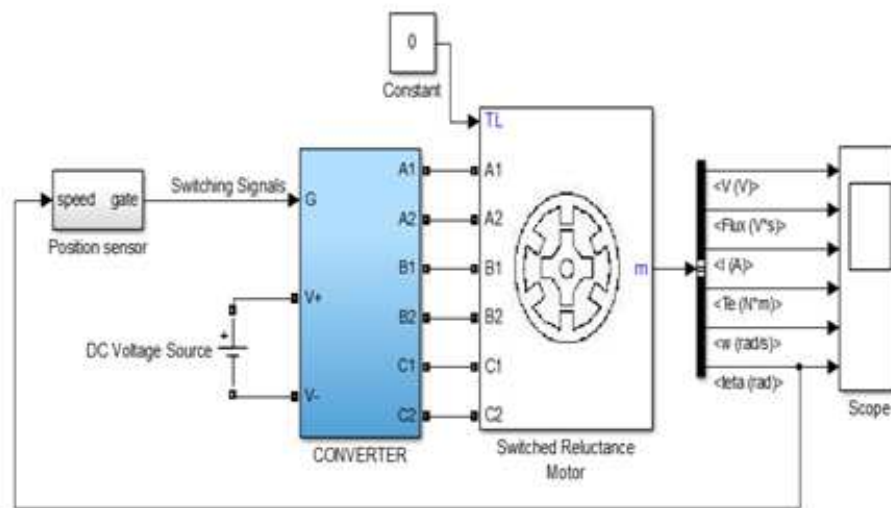 0
Constant
TL
speed gate
Position sensor
Switching Signals
G
V+
V-
DC Voltage Source
A1
A2
B1
B2
C1
C2
CONVERTER
A1
A2
B1
B2
C1
C2
m
Switched Reluctance
Motor
<V (V)>
<Flux (V*s)>
<I (A)>
<Te (N*m)>
<w (rad/s)>
<teta (rad)>
Scope